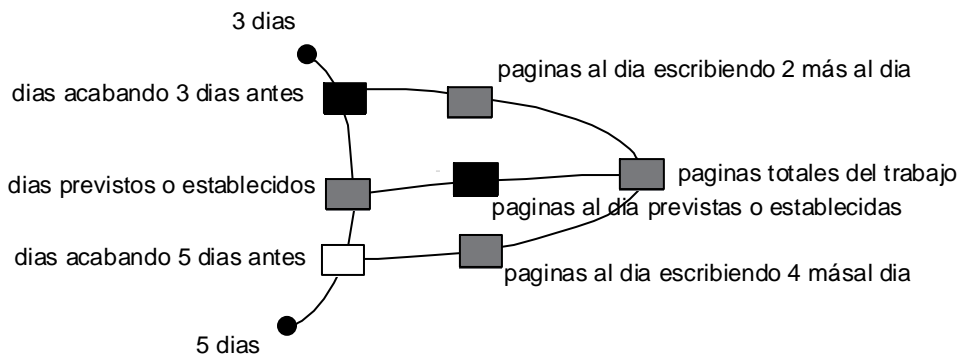 3 dias
paginas al dia escribiendo 2 más al dia
dias acabando 3 dias antes
paginas totales del trabajo
dias previstos o establecidos
paginas al dia previstas o establecidas
dias acabando 5 dias antes
paginas al dia escribiendo 4 másal dia
5 dias